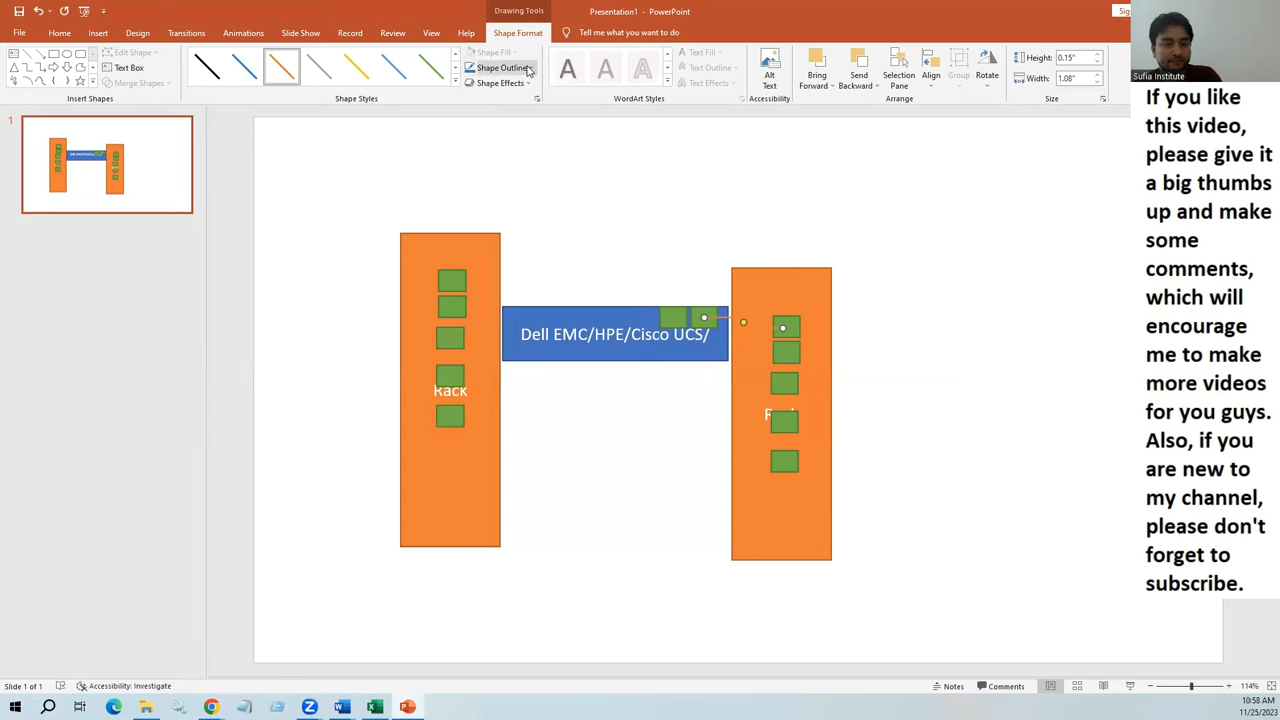 Drawing Tools
Presentation1 - PowerPoint
File Home Insert Design Transitions Animations Slide Show Record Review View Help Shape Format Tell me what you want to do
Edit Shape
Text Box
Merge Shapes
Insert Shapes
Shape Fill
Shape Outline
Shape Effects
Shape Styles
A A A
Text Fill
Text Outline
Text Effects
WordArt Styles
Alt Text
Accessibility
Bring Forward
Send Backward
Selection Pane
Align
Group
Rotate
Arrange
Height: 0.15"
Width: 1.08"
Size
Sufia Institute
1
Dell EMC/HPE/Cisco UCS/
Rack
If you like
this video,
please give it
a big thumbs
up and make
some
comments,
which will
encourage
me to make
more videos
for you guys.
Also, if you
are new to
my channel,
please don't
forget to
subscribe.
Slide 1 of 1
Accessibility: Investigate
Notes
Comments
114%
10:58 AM
11/25/2023